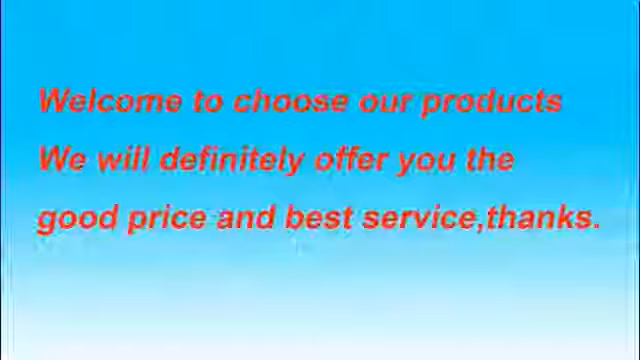 Welcome to choose our products
We will definitely offer you the
good price and best service,thanks.